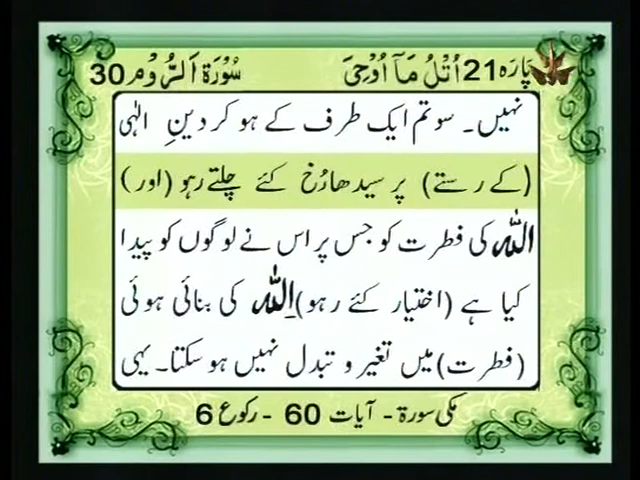 پارہ 21 اُتْلُ مَآ اُوْحِیَ سُوْرَۃُ الرُّوْم 30
نہیں۔ سو تم ایک طرف کے ہو کر دینِ الٰہی
(کے رستے) پر سیدھا رُخ کئے چلتے رہو (اور)
اللہ کی فطرت کو جس پر اس نے لوگوں کو پیدا
کیا ہے (اختیار کئے رہو) اللہ کی بنائی ہوئی
(فطرت) میں تغیر و تبدل نہیں ہو سکتا۔ یہی
مکی سورۃ - آیات 60 - رکوع 6